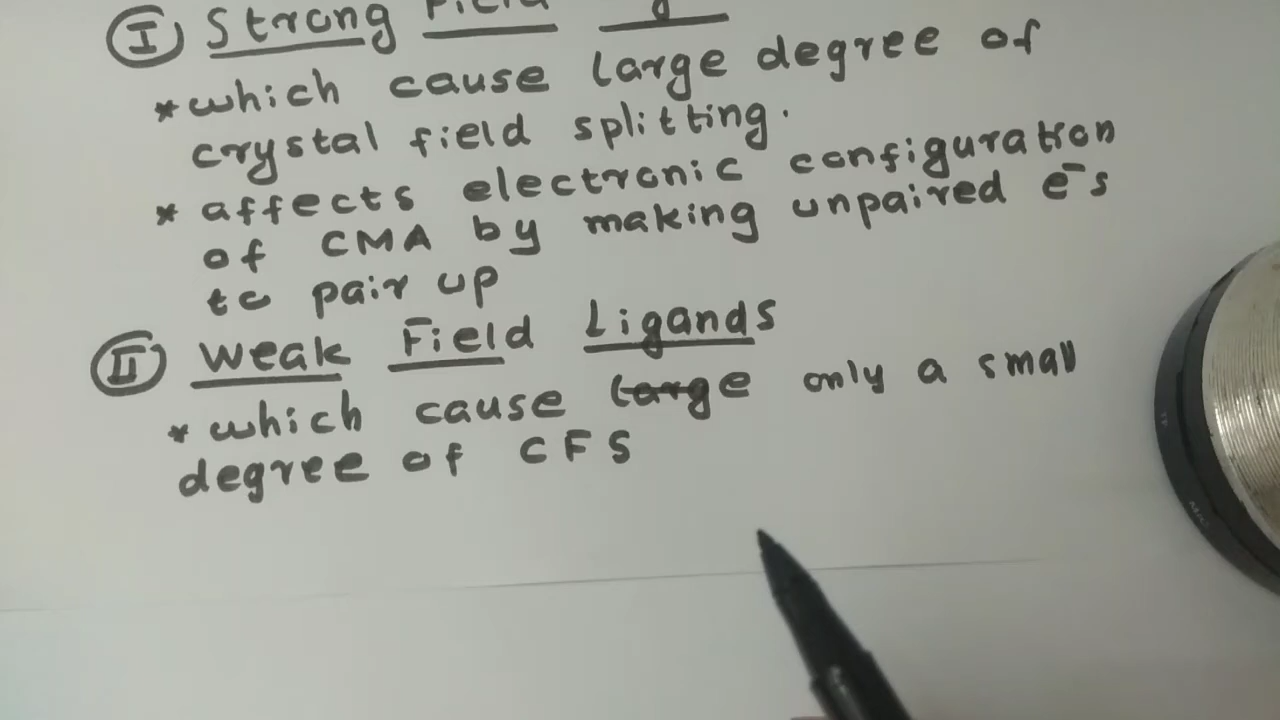 I Strong Field
* which cause large degree of
crystal field splitting.
* affects electronic configuration
of CMA by making unpaired e⁻s
to pair up
II Weak Field Ligands
* which cause large only a small
degree of CFS